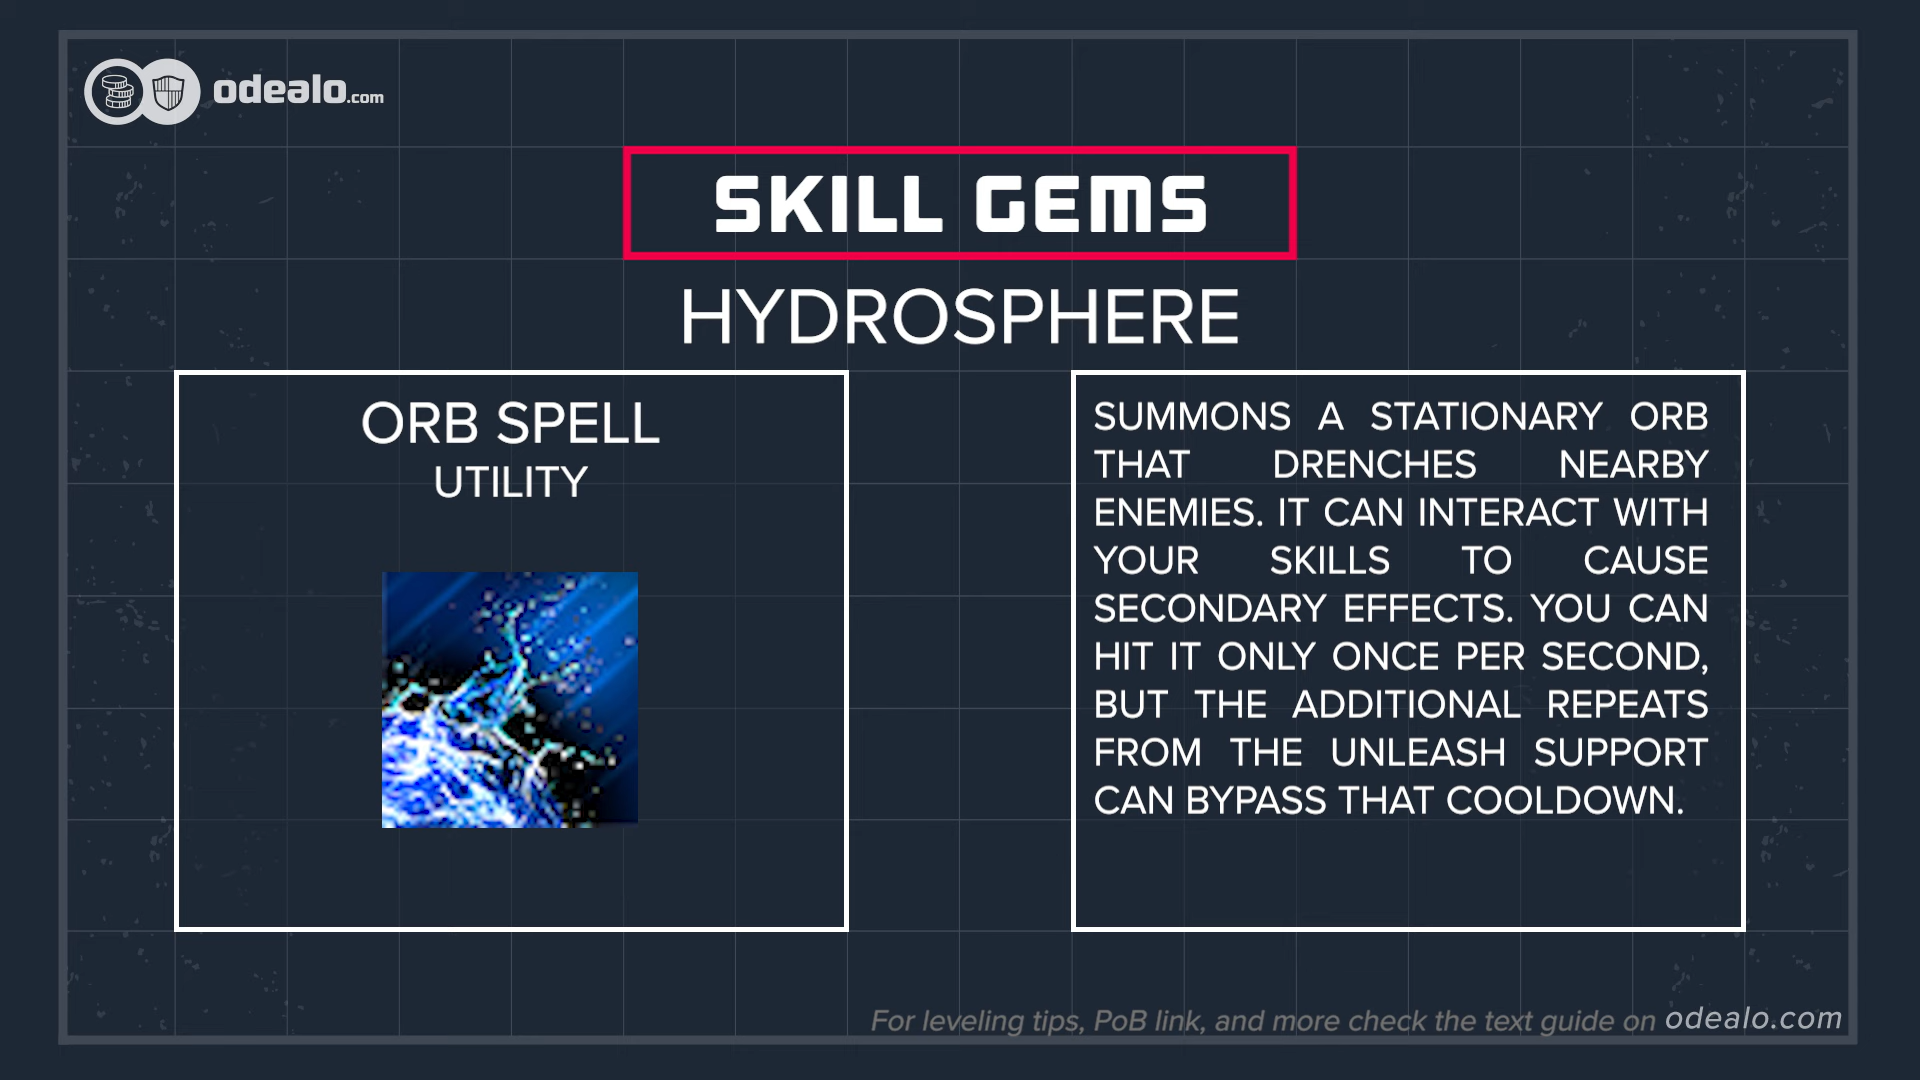 odealo.com
SKILL GEMS
HYDROSPHERE
ORB SPELL
UTILITY
SUMMONS A STATIONARY ORB
THAT DRENCHES NEARBY
ENEMIES. IT CAN INTERACT WITH
YOUR SKILLS TO CAUSE
SECONDARY EFFECTS. YOU CAN
HIT IT ONLY ONCE PER SECOND,
BUT THE ADDITIONAL REPEATS
FROM THE UNLEASH SUPPORT
CAN BYPASS THAT COOLDOWN.
For leveling tips, PoB link, and more check the text guide on odealo.com